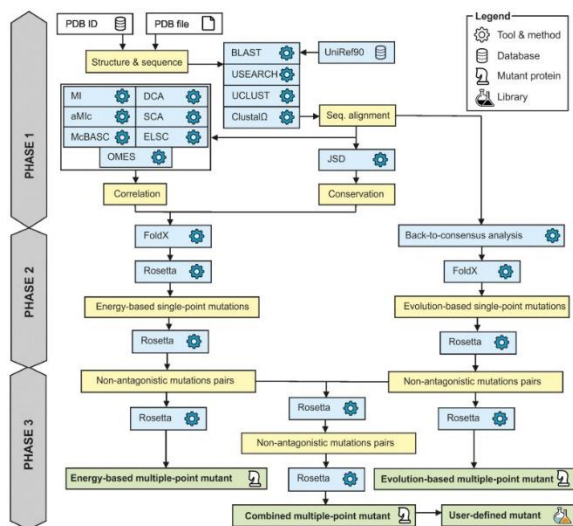 PDB ID
PDB file
Legend
Tool & method
Database
Mutant protein
Library
Structure & sequence
BLAST
UniRef90
USEARCH
UCLUST
ClustalΩ
Seq. alignment
MI
DCA
aMIc
SCA
McBASC
ELSC
OMES
JSD
Correlation
Conservation
PHASE 1
FoldX
Back-to-consensus analysis
Rosetta
FoldX
Energy-based single-point mutations
Evolution-based single-point mutations
Rosetta
Rosetta
PHASE 2
Non-antagonistic mutations pairs
Non-antagonistic mutations pairs
Rosetta
Rosetta
Rosetta
Non-antagonistic mutations pairs
Energy-based multiple-point mutant
Rosetta
Evolution-based multiple-point mutant
Combined multiple-point mutant
User-defined mutant
PHASE 3